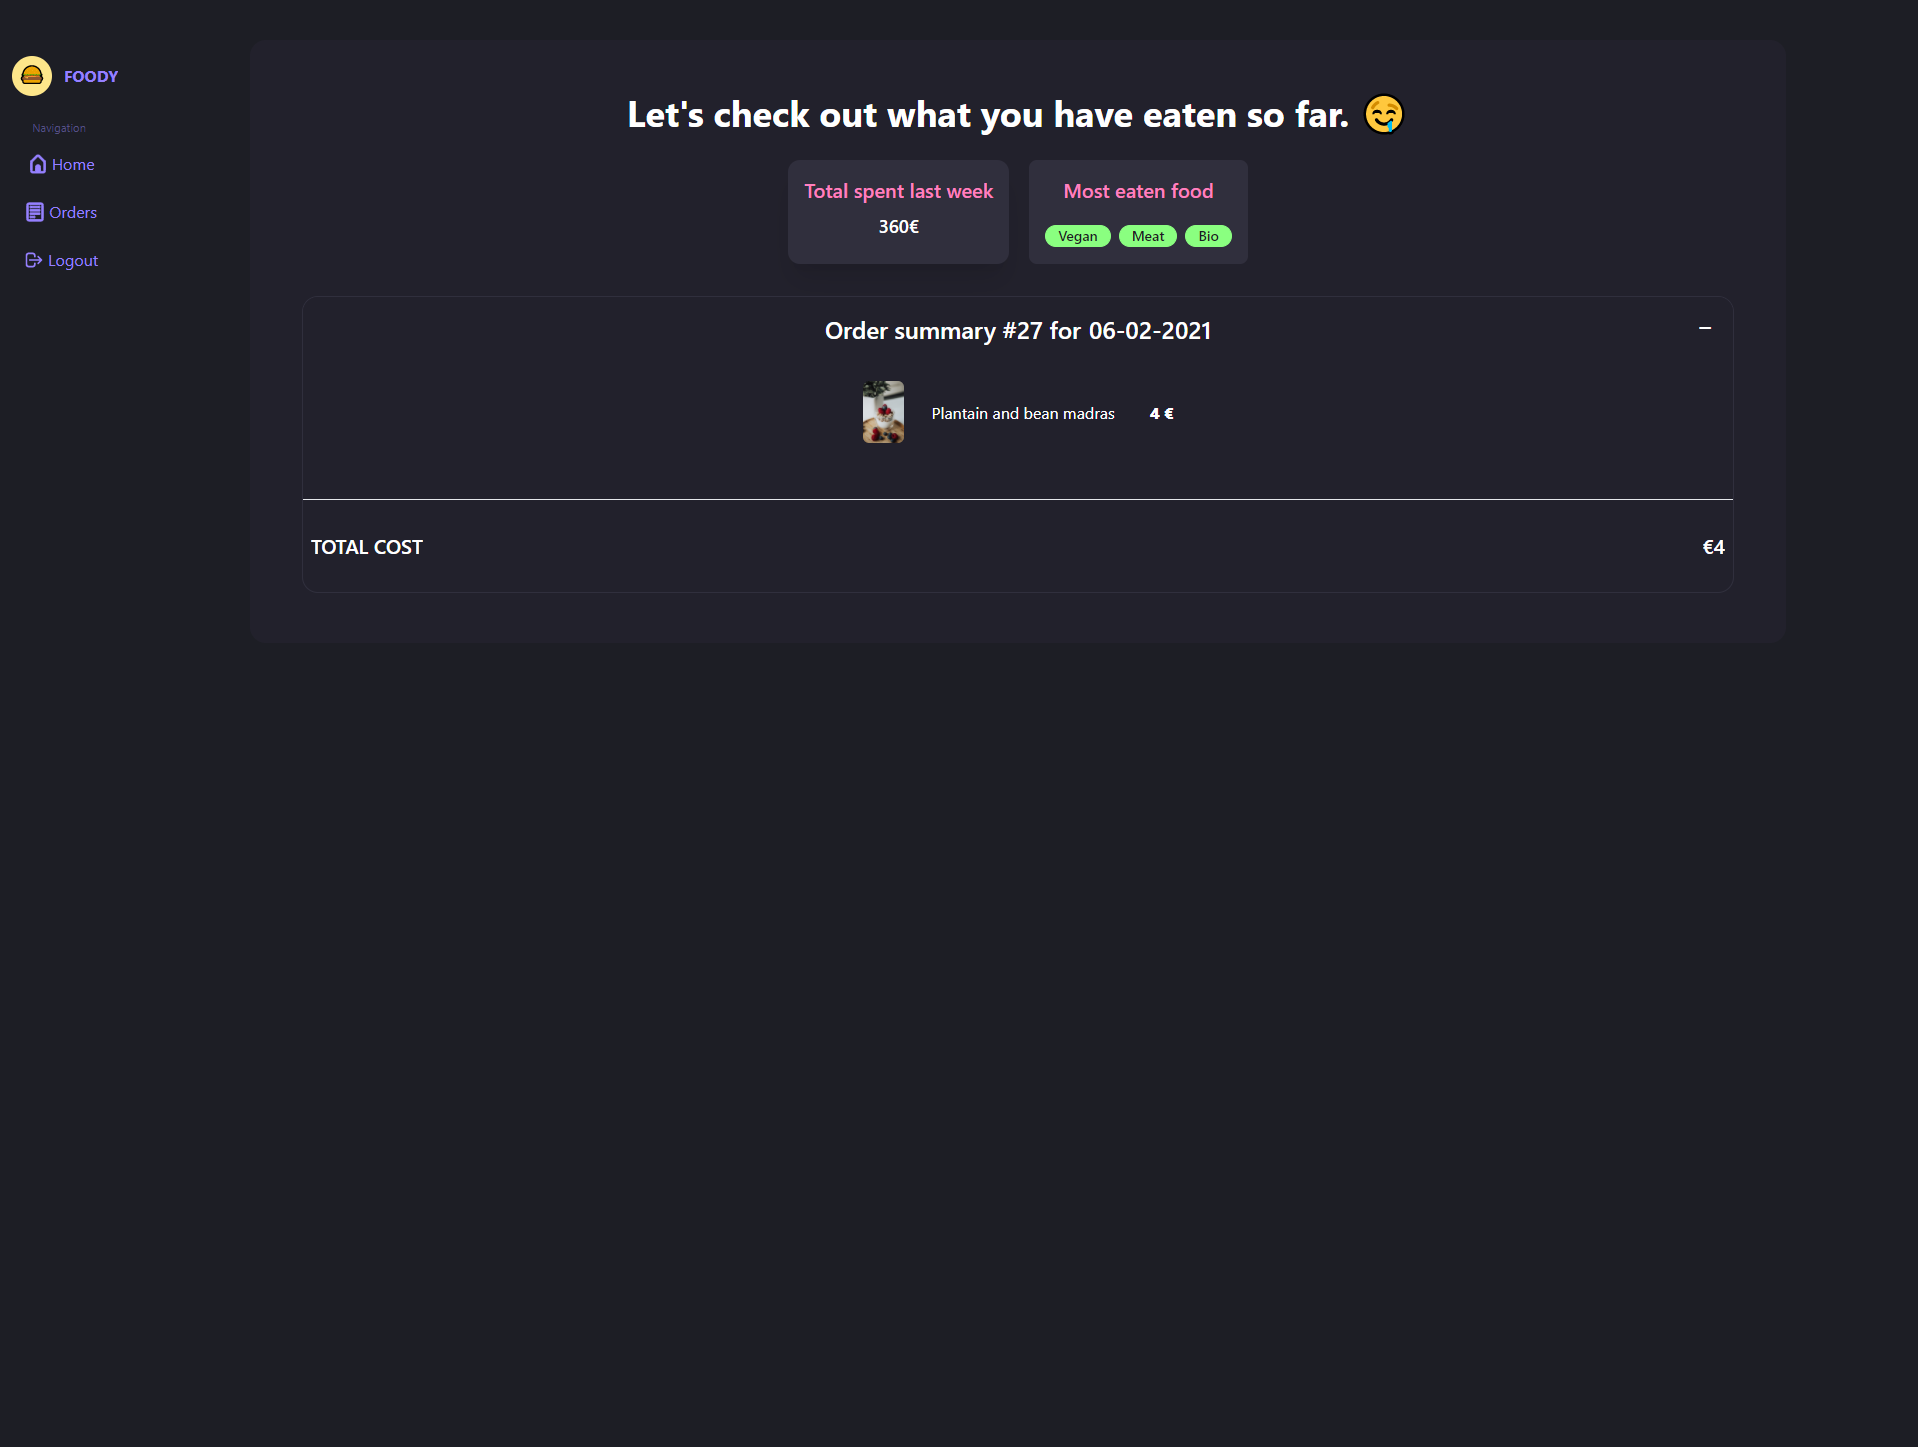 FOODY
Navigation
Home
Orders
Logout
Let's check out what you have eaten so far.
Total spent last week
360€
Most eaten food
Vegan Meat Bio
Order summary #27 for 06-02-2021
Plantain and bean madras 4 €
TOTAL COST €4